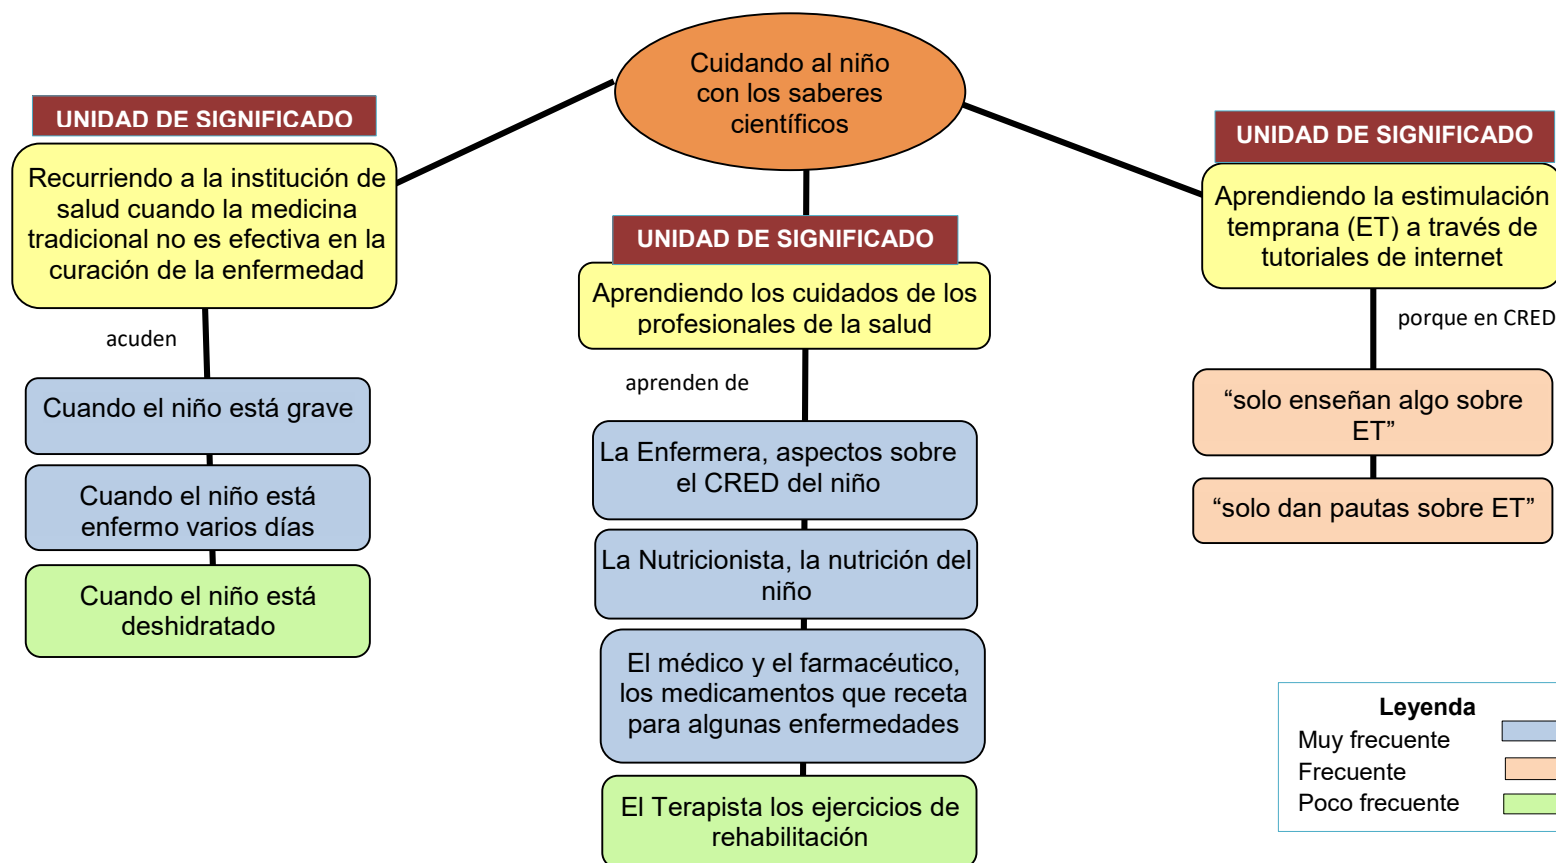 Cuidando al niño
con los saberes
científicos
UNIDAD DE SIGNIFICADO
Recurriendo a la institución de
salud cuando la medicina
tradicional no es efectiva en la
curación de la enfermedad
acuden
Cuando el niño está grave
Cuando el niño está
enfermo varios días
Cuando el niño está
deshidratado
UNIDAD DE SIGNIFICADO
Aprendiendo los cuidados de los
profesionales de la salud
aprenden de
La Enfermera, aspectos sobre
el CRED del niño
La Nutricionista, la nutrición del
niño
El médico y el farmacéutico,
los medicamentos que receta
para algunas enfermedades
El Terapista los ejercicios de
rehabilitación
UNIDAD DE SIGNIFICADO
Aprendiendo la estimulación
temprana (ET) a través de
tutoriales de internet
porque en CRED
“solo enseñan algo sobre
ET”
“solo dan pautas sobre ET”
Leyenda
Muy frecuente
Frecuente
Poco frecuente